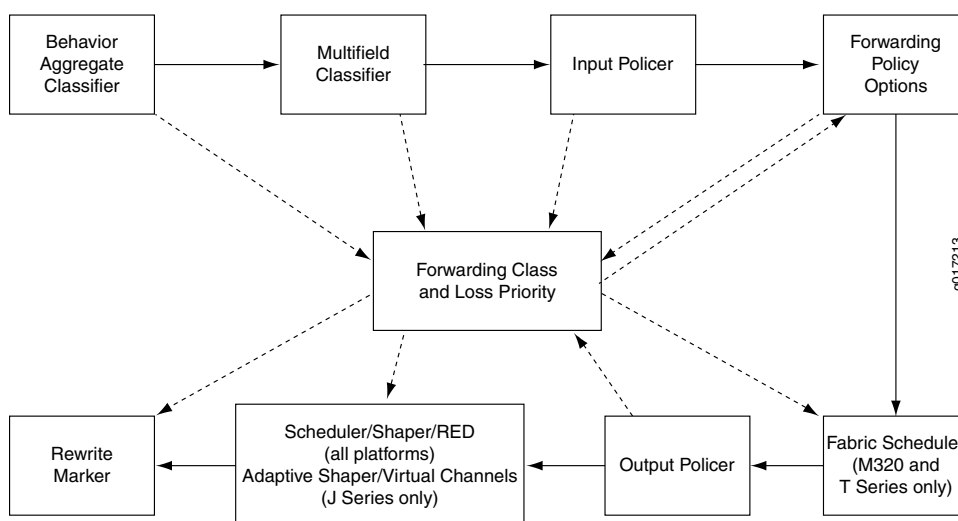 Behavior
Aggregate
Classifier
Multifield
Classifier
Input Policer
Forwarding
Policy
Options
g017213
Forwarding Class
and Loss Priority
Rewrite
Marker
Scheduler/Shaper/RED
(all platforms)
Adaptive Shaper/Virtual Channels
(J Series only)
Output Policer
Fabric Schedule
(M320 and
T Series only)